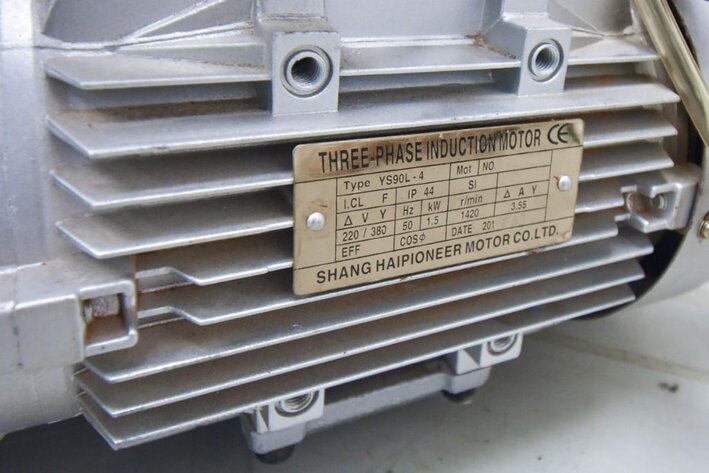 THREE-PHASE INDUCTION MOTOR CE
Type YS90L-4 Mot NO
I.CL F IP 44 SI
Δ V Y Hz kW r/min Δ A Y
220 / 380 50 1.5 1420 3.55
EFF COSΦ DATE 201
SHANG HAIPIONEER MOTOR CO.LTD.